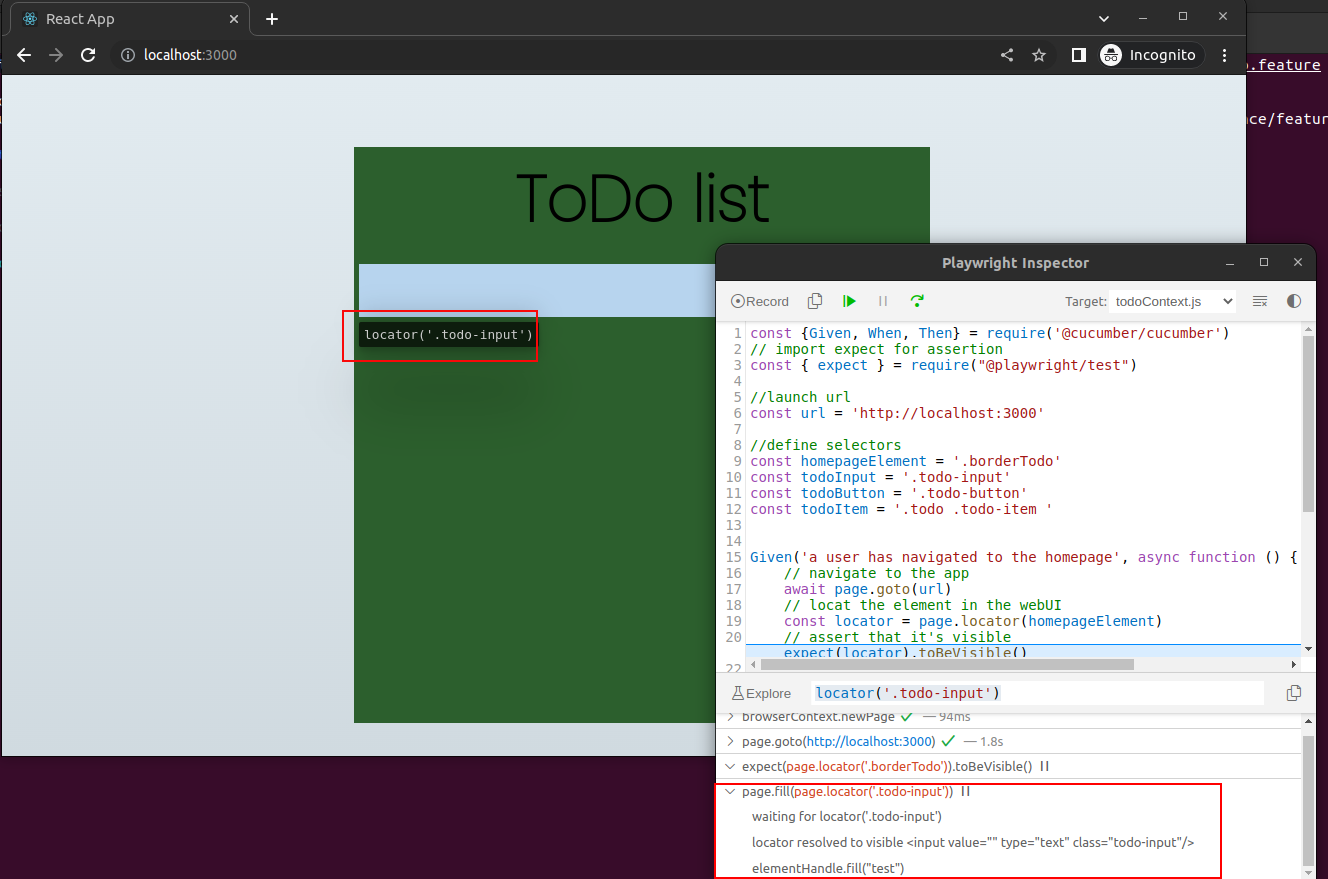 React App
localhost:3000
Incognito
.feature
ce/featur
ToDo list
locator('.todo-input')
Playwright Inspector
Record
Target:
todoContext.js
1 const {Given, When, Then} = require('@cucumber/cucumber')
2 // import expect for assertion
3 const { expect } = require("@playwright/test")
4
5 //launch url
6 const url = 'http://localhost:3000'
7
8 //define selectors
9 const homepageElement = '.borderTodo'
10 const todoInput = '.todo-input'
11 const todoButton = '.todo-button'
12 const todoItem = '.todo .todo-item '
13
14
15 Given('a user has navigated to the homepage', async function () {
16 // navigate to the app
17 await page.goto(url)
18 // locat the element in the webUI
19 const locator = page.locator(homepageElement)
20 // assert that it's visible
expect(locator).toBeVisible()
22
Explore
locator('.todo-input')
browserContext.newPage ✓ — 94ms
page.goto(http://localhost:3000) ✓ — 1.8s
expect(page.locator('.borderTodo')).toBeVisible()
page.fill(page.locator('.todo-input'))
waiting for locator('.todo-input')
locator resolved to visible <input value="" type="text" class="todo-input"/>
elementHandle.fill("test")